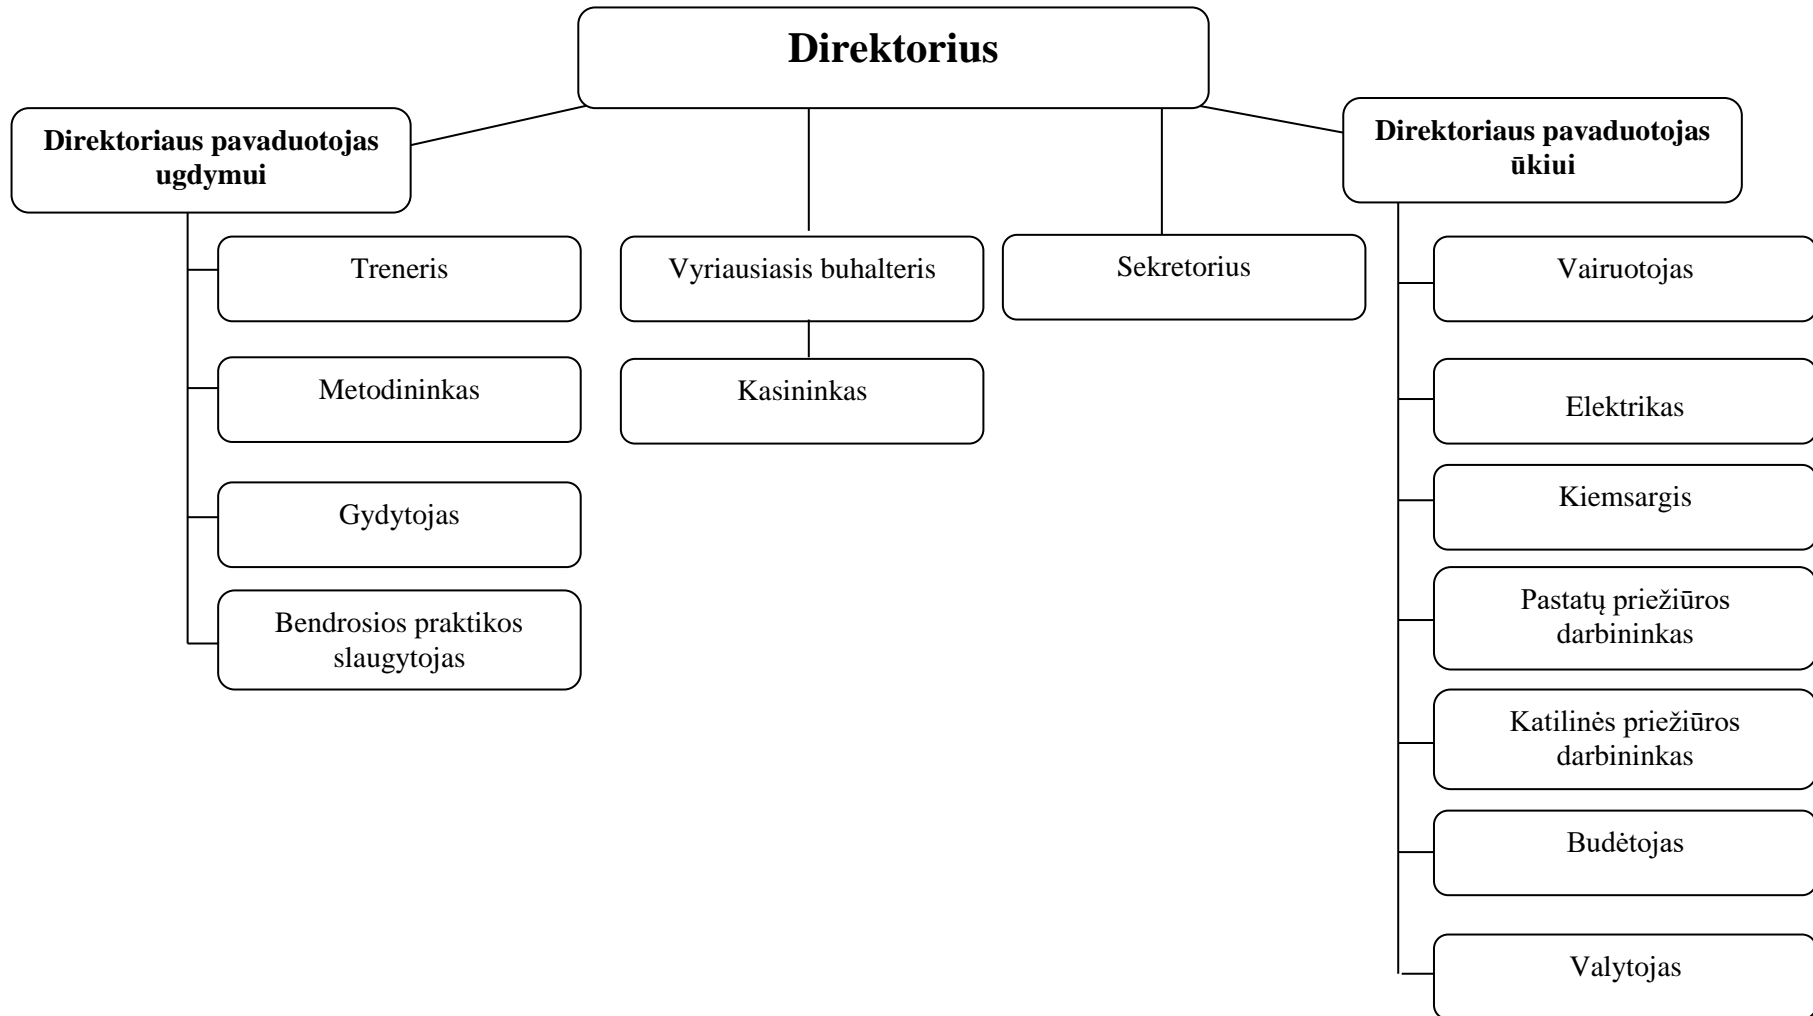 Direktorius
Direktoriaus pavaduotojas
ugdymui
Treneris
Metodininkas
Gydytojas
Bendrosios praktikos
slaugytojas
Vyriausiasis buhalteris
Kasininkas
Sekretorius
Direktoriaus pavaduotojas
ūkiui
Vairuotojas
Elektrikas
Kiemsargis
Pastatų priežiūros
darbininkas
Katilinės priežiūros
darbininkas
Budėtojas
Valytojas